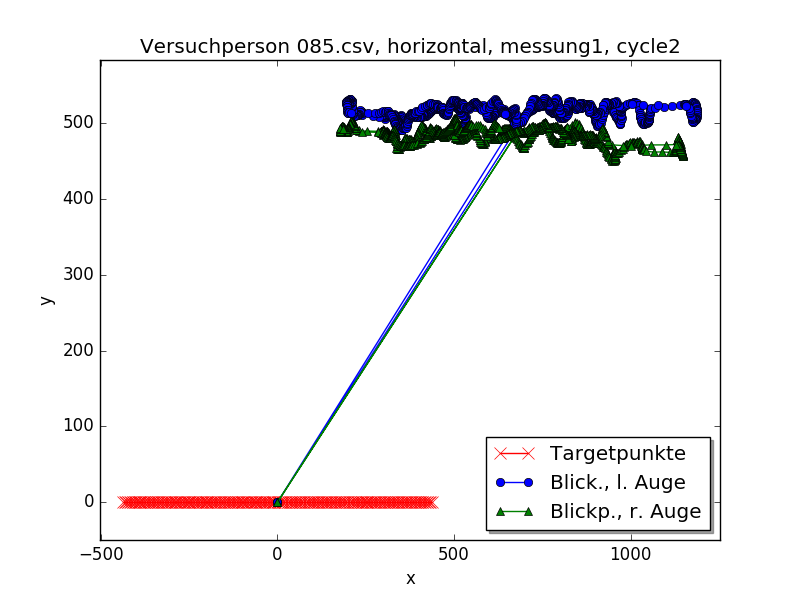 Versuchperson 085.csv, horizontal, messung1, cycle2
500
400
300
200
100
0
y
−500
0
500
1000
x
Targetpunkte
Blick., l. Auge
Blickp., r. Auge